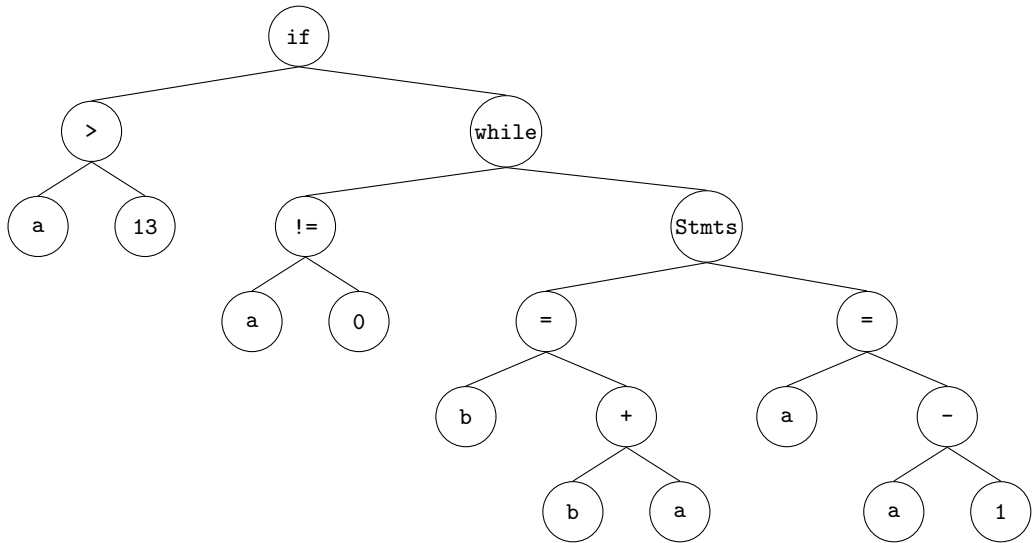 if
> while
a 13 != Stmts
a 0 = =
b + a -
b a a 1